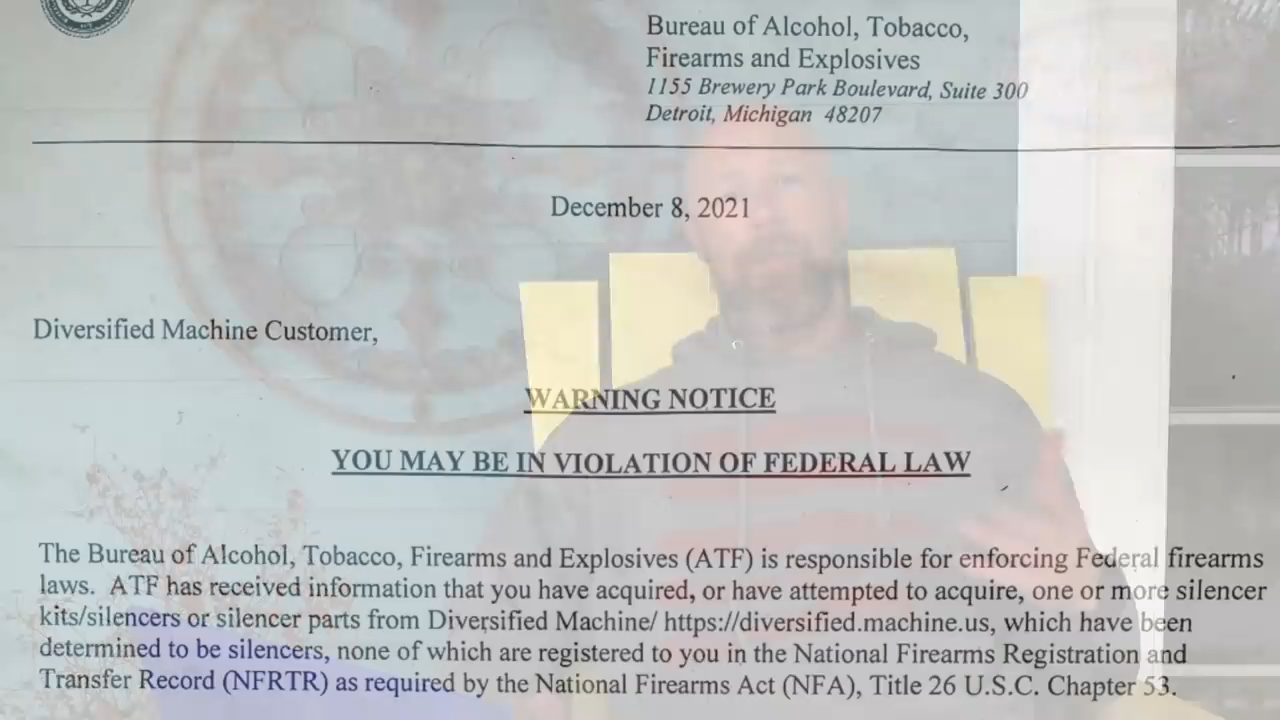 Bureau of Alcohol, Tobacco,
Firearms and Explosives
1155 Brewery Park Boulevard, Suite 300
Detroit, Michigan 48207
December 8, 2021
Diversified Machine Customer,
WARNING NOTICE
YOU MAY BE IN VIOLATION OF FEDERAL LAW
The Bureau of Alcohol, Tobacco, Firearms and Explosives (ATF) is responsible for enforcing Federal firearms
laws. ATF has received information that you have acquired, or have attempted to acquire, one or more silencer
kits/silencers or silencer parts from Diversified Machine/ https://diversified.machine.us, which have been
determined to be silencers, none of which are registered to you in the National Firearms Registration and
Transfer Record (NFRTR) as required by the National Firearms Act (NFA), Title 26 U.S.C. Chapter 53.